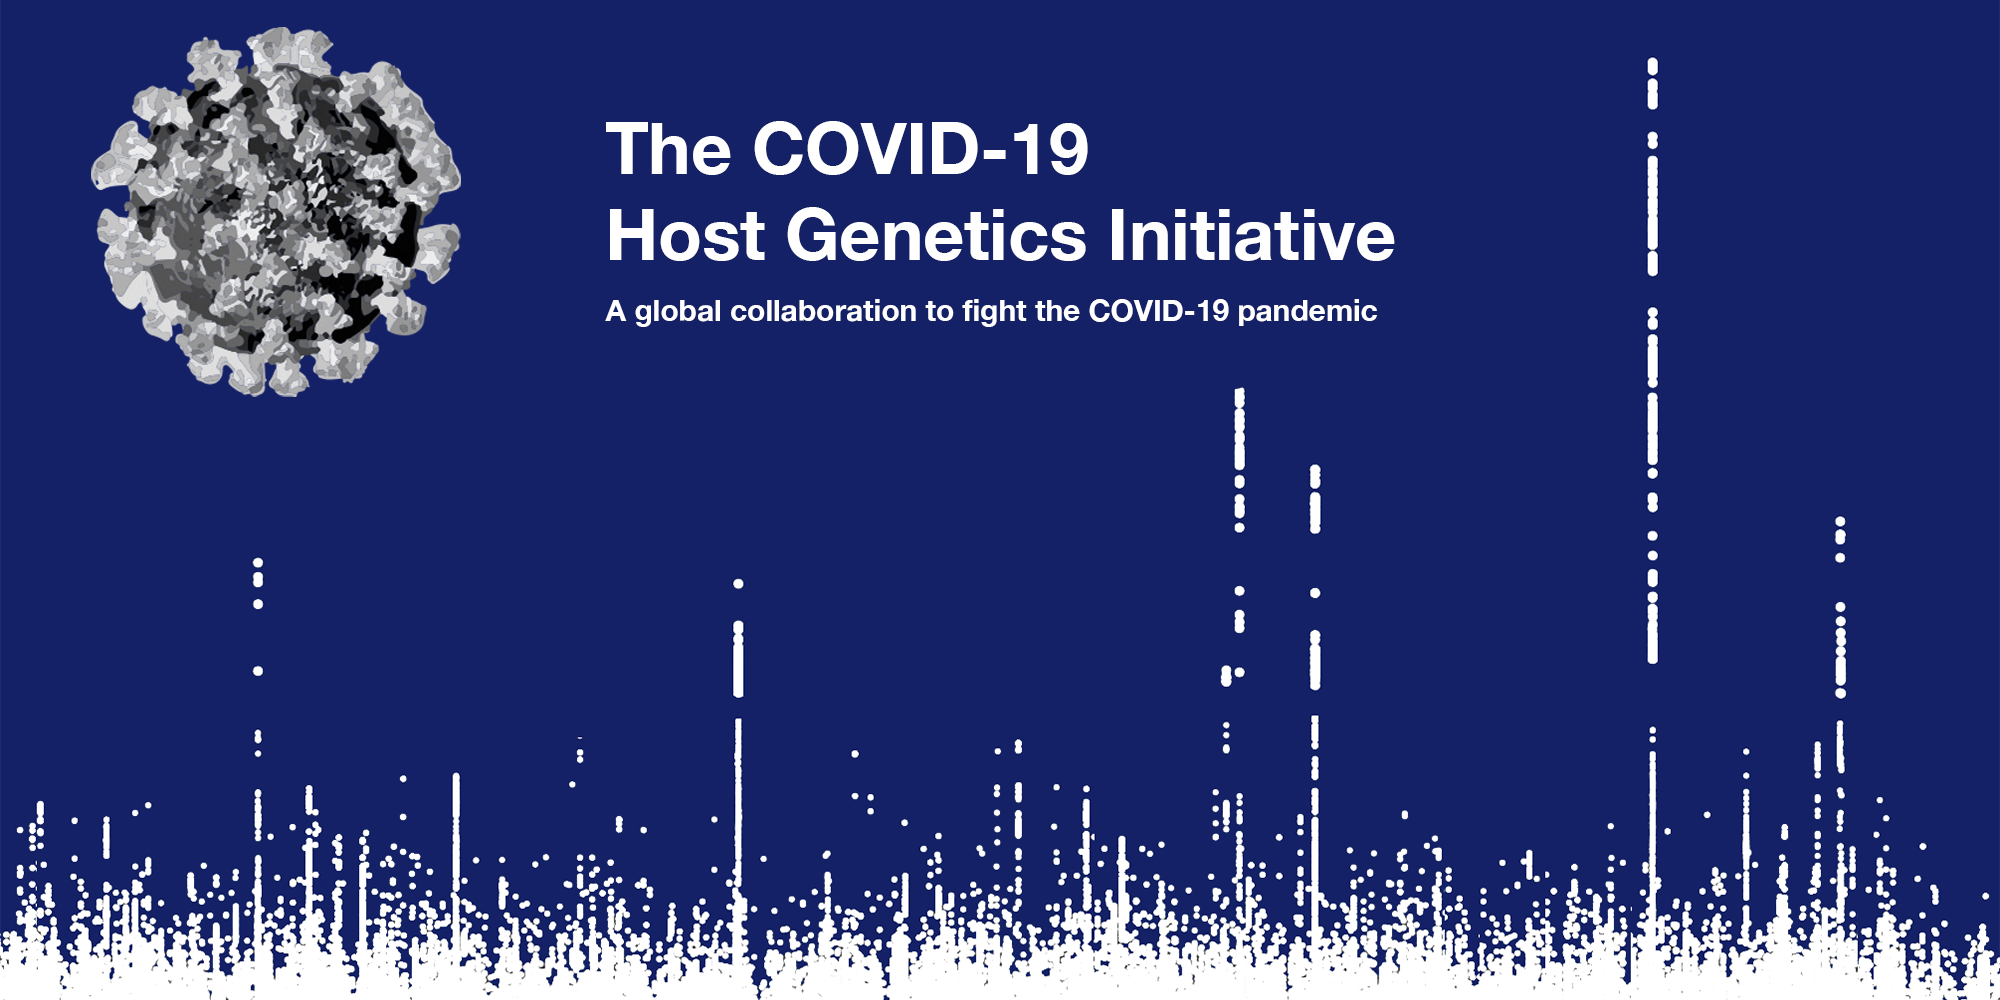 The COVID-19
Host Genetics Initiative
A global collaboration to fight the COVID-19 pandemic